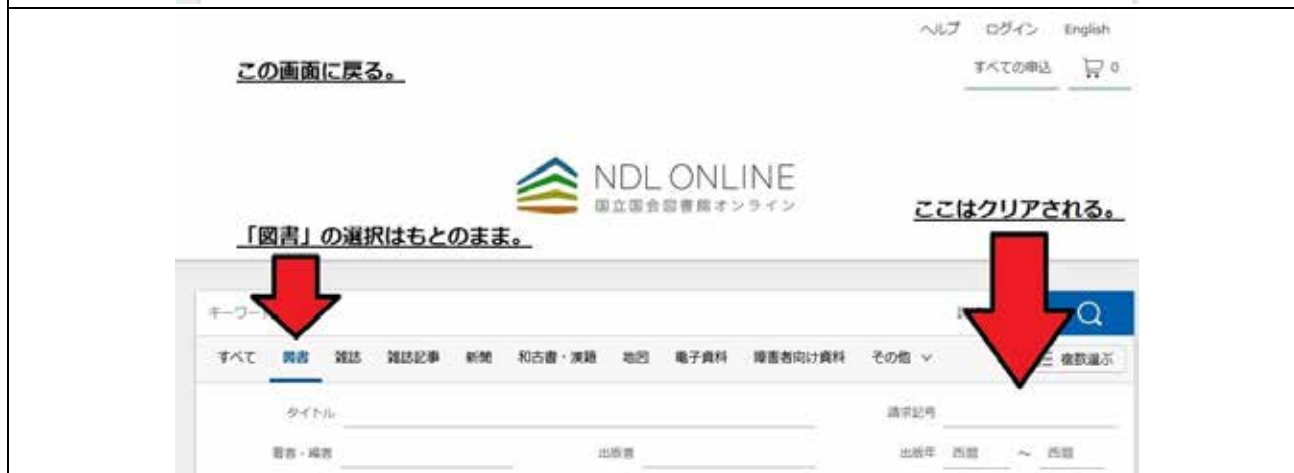 ヘルプ ログイン English
この画面に戻る。
すべての申込 0
NDL ONLINE
国立国会図書館オンライン
ここはクリアされる。
「図書」の選択はもとのまま。
キーワード
すべて 図書 雑誌 雑誌記事 新聞 和古書・漢籍 地図 電子資料 障害者向け資料 その他 複数選ぶ
タイトル 請求記号
著者・編者 出版者 出版年 西暦 ～ 西暦